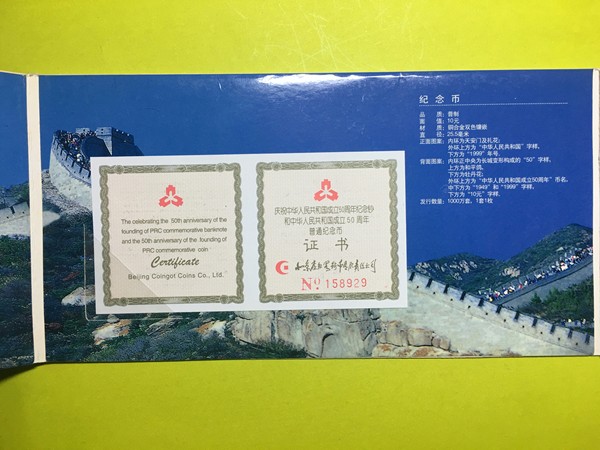 The celebrating the 50th anniversary of the
founding of PRC commemorative banknote
and the 50th anniversary of the founding of
PRC commemorative coin
Certificate
Beijing Coingot Coins Co., Ltd.
庆祝中华人民共和国成立50周年纪念钞
和中华人民共和国成立50周年
普通纪念币
证 书
№ 158929
纪念币
品 质：普制
面 值：10元
材 质：铜合金双色镶嵌
直 径：25.5毫米
正面图案：内环为天安门及礼花；
外环上方为“中华人民共和国”字样，
下方为“1999”年号。
背面图案：内环正中央为长城变形构成的“50”字样，
上方为和平鸽，
下方为牡丹花；
外环上方为“中华人民共和国成立50周年”币名，
中下方为“1949”和“1999”字样，
下方为“10元”字样。
发行数量：1000万套，1套1枚